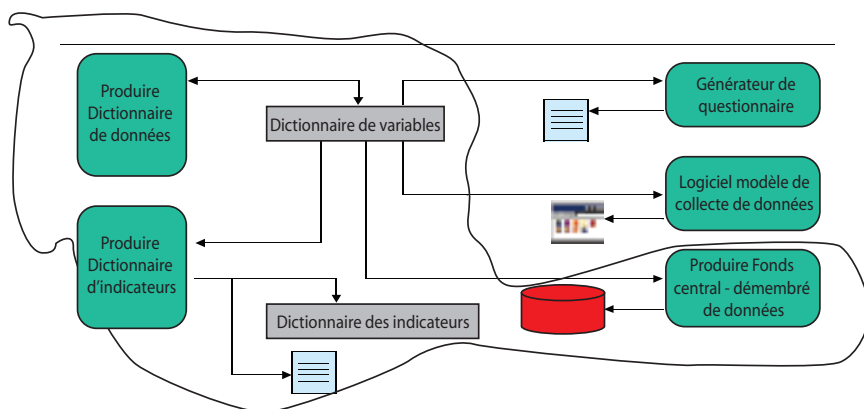 Produire
Dictionnaire
de données
Dictionnaire de variables
Générateur de
questionnaire
Logiciel modèle de
collecte de données
Produire
Dictionnaire
d'indicateurs
Dictionnaire des indicateurs
Produire Fonds
central - démembré
de données